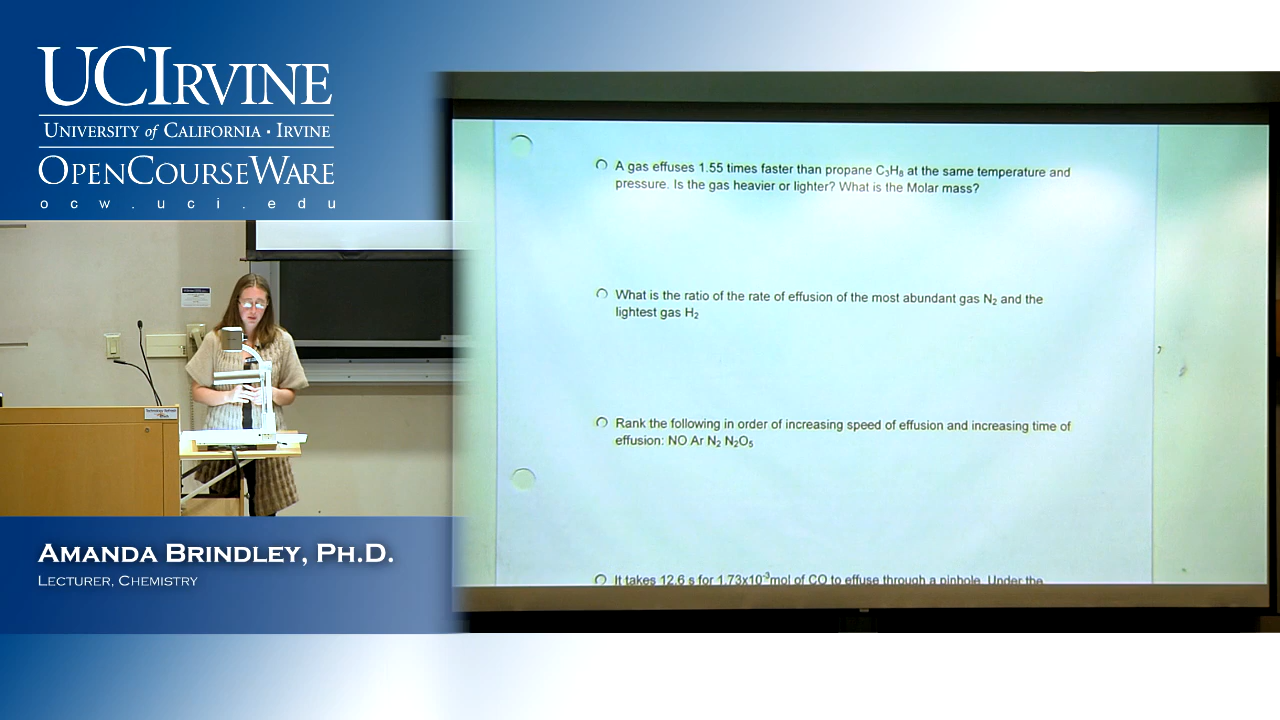 UCIRVINE
UNIVERSITY of CALIFORNIA • IRVINE
OPENCOURSEWARE
ocw.uci.edu
A gas effuses 1.55 times faster than propane C₃H₈ at the same temperature and
pressure. Is the gas heavier or lighter? What is the Molar mass?
What is the ratio of the rate of effusion of the most abundant gas N₂ and the
lightest gas H₂
Rank the following in order of increasing speed of effusion and increasing time of
effusion: NO Ar N₂ N₂O₅
It takes 12.6 s for 1.73x10⁻³mol of CO to effuse through a pinhole. Under the
AMANDA BRINDLEY, PH.D.
LECTURER, CHEMISTRY